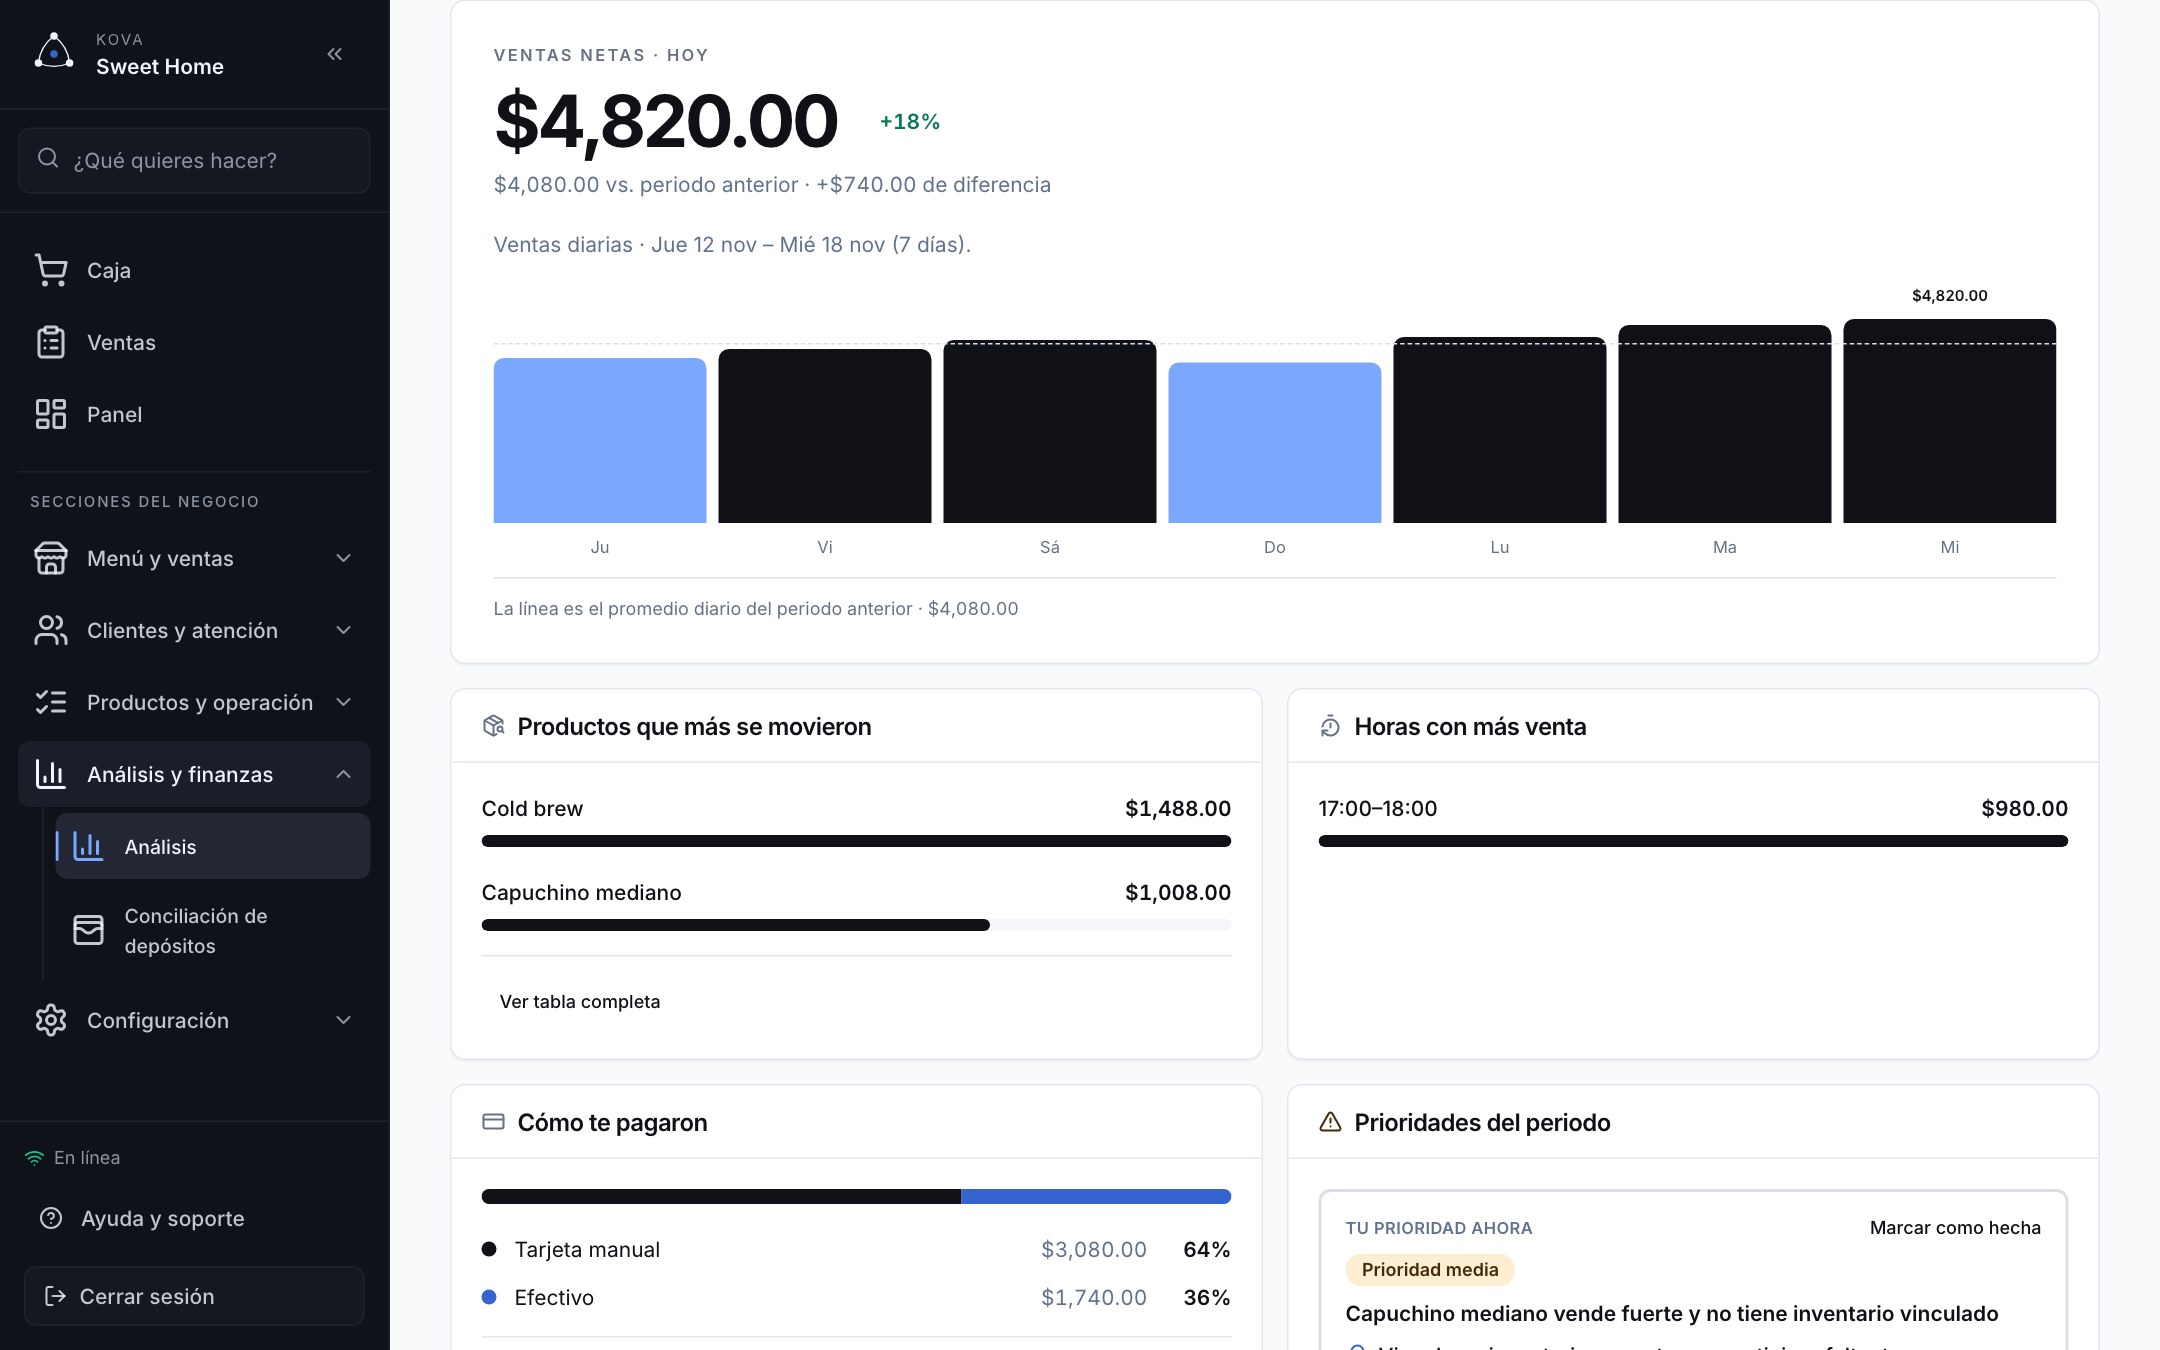 KOVA
Sweet Home
¿Qué quieres hacer?
Caja
Ventas
Panel
SECCIONES DEL NEGOCIO
Menú y ventas
Clientes y atención
Productos y operación
Análisis y finanzas
Análisis
Conciliación de
depósitos
Configuración
En línea
Ayuda y soporte
Cerrar sesión
VENTAS NETAS · HOY
$4,820.00 +18%
$4,080.00 vs. periodo anterior · +$740.00 de diferencia
Ventas diarias · Jue 12 nov – Mié 18 nov (7 días).
$4,820.00
Ju Vi Sá Do Lu Ma Mi
La línea es el promedio diario del periodo anterior · $4,080.00
Productos que más se movieron
Cold brew $1,488.00
Capuchino mediano $1,008.00
Ver tabla completa
Horas con más venta
17:00–18:00 $980.00
Cómo te pagaron
Tarjeta manual $3,080.00 64%
Efectivo $1,740.00 36%
Prioridades del periodo
TU PRIORIDAD AHORA Marcar como hecha
Prioridad media
Capuchino mediano vende fuerte y no tiene inventario vinculado